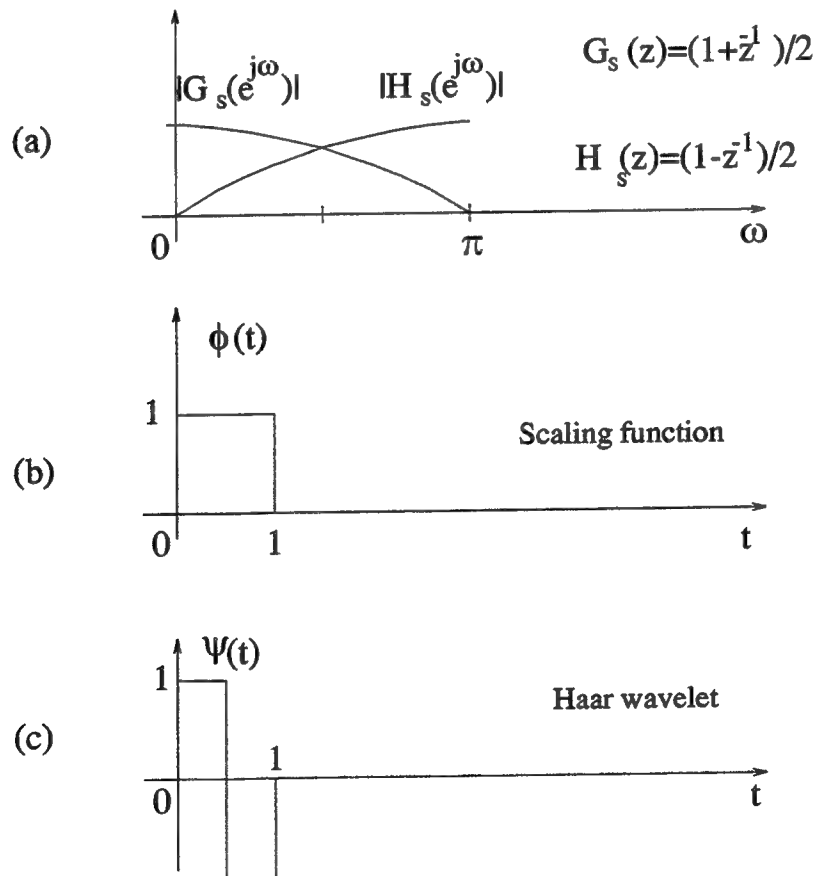 G_s(z)=(1+z^-1)/2
|G_s(e^jω)| |H_s(e^jω)|
(a)
H_s(z)=(1-z^-1)/2
0 π ω
ϕ(t)
1
Scaling function
(b)
0 1 t
Ψ(t)
1
Haar wavelet
(c)
1
0 t